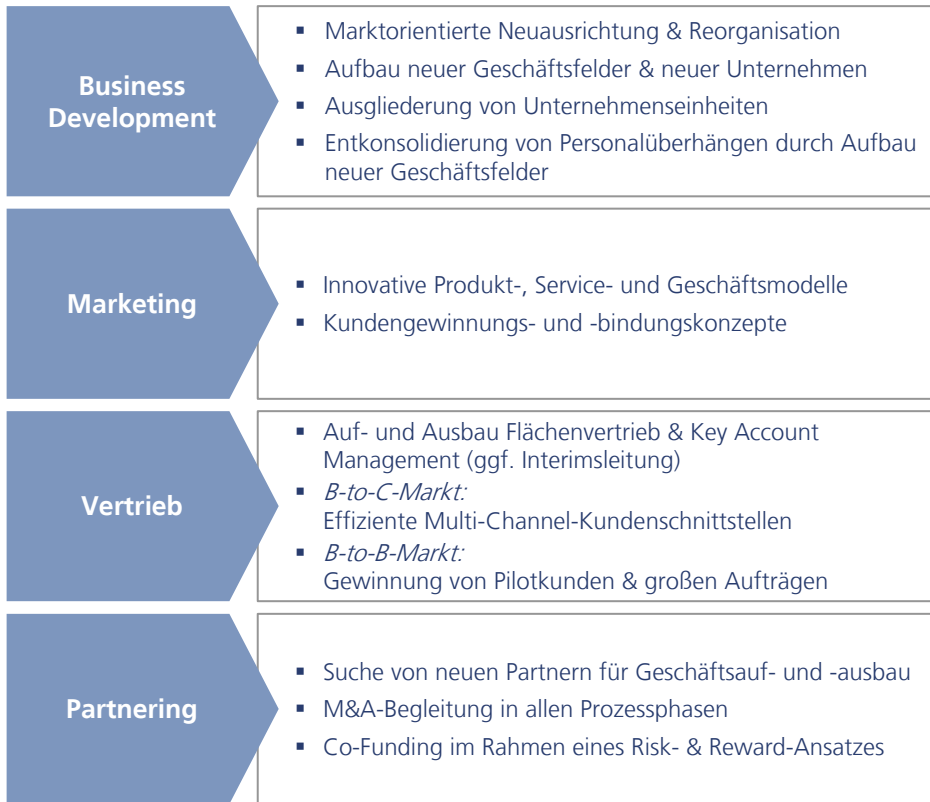 Business
Development
▪ Marktorientierte Neuausrichtung & Reorganisation
▪ Aufbau neuer Geschäftsfelder & neuer Unternehmen
▪ Ausgliederung von Unternehmenseinheiten
▪ Entkonsolidierung von Personalüberhängen durch Aufbau
neuer Geschäftsfelder
Marketing
▪ Innovative Produkt-, Service- und Geschäftsmodelle
▪ Kundengewinnungs- und -bindungskonzepte
Vertrieb
▪ Auf- und Ausbau Flächenvertrieb & Key Account
Management (ggf. Interimsleitung)
▪ B-to-C-Markt:
Effiziente Multi-Channel-Kundenschnittstellen
▪ B-to-B-Markt:
Gewinnung von Pilotkunden & großen Aufträgen
Partnering
▪ Suche von neuen Partnern für Geschäftsauf- und -ausbau
▪ M&A-Begleitung in allen Prozessphasen
▪ Co-Funding im Rahmen eines Risk- & Reward-Ansatzes